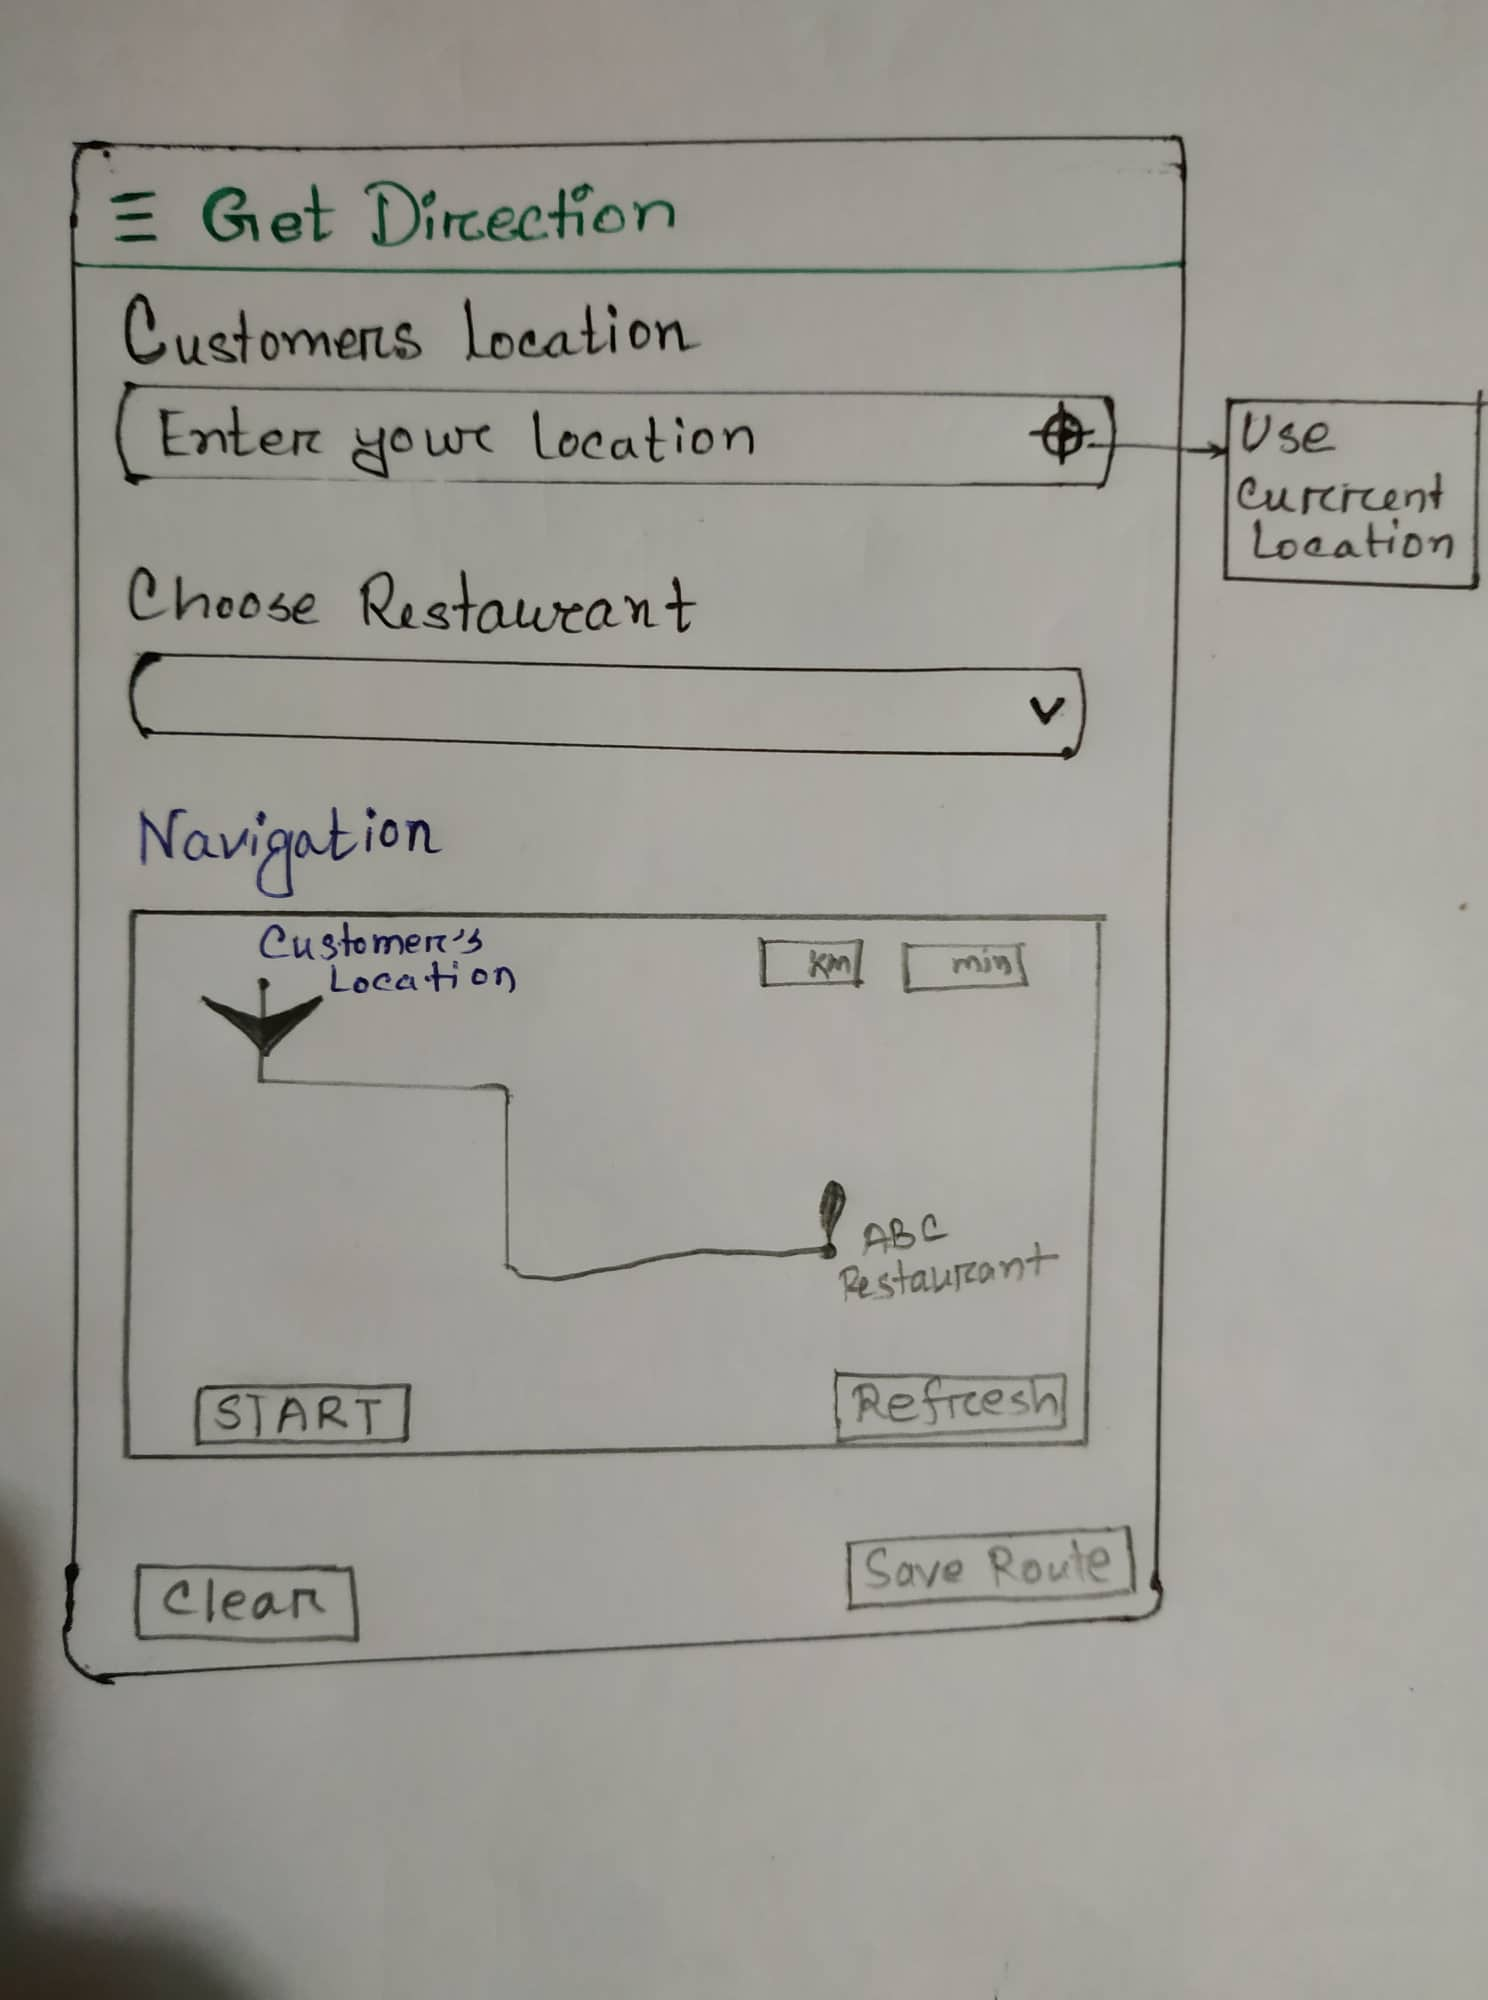 Get Direction
Customers Location
Enter your Location
Use
Current
Location
Choose Restaurant
Navigation
Customer's
Location
km
min
ABC
Restaurant
START
Refresh
Clear
Save Route